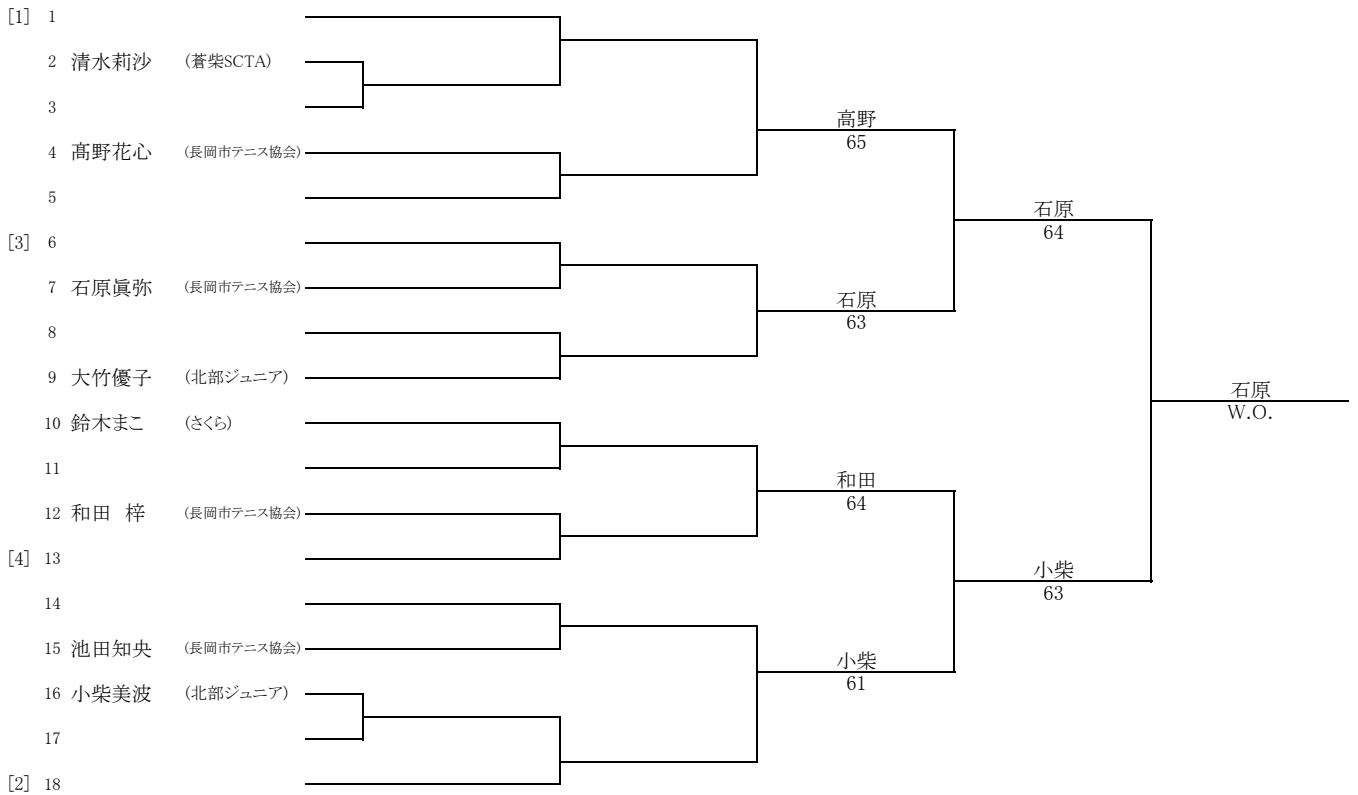 [1] 1
2 清水莉沙 (蒼柴SCTA)
3
高野
4 髙野花心 (長岡市テニス協会)
65
5
石原
[3] 6
64
7 石原眞弥 (長岡市テニス協会)
石原
8
63
9 大竹優子 (北部ジュニア)
石原
10 鈴木まこ (さくら)
W.O.
11
和田
12 和田 梓 (長岡市テニス協会)
64
[4] 13
小柴
14
63
15 池田知央 (長岡市テニス協会)
小柴
16 小柴美波 (北部ジュニア)
61
17
[2] 18